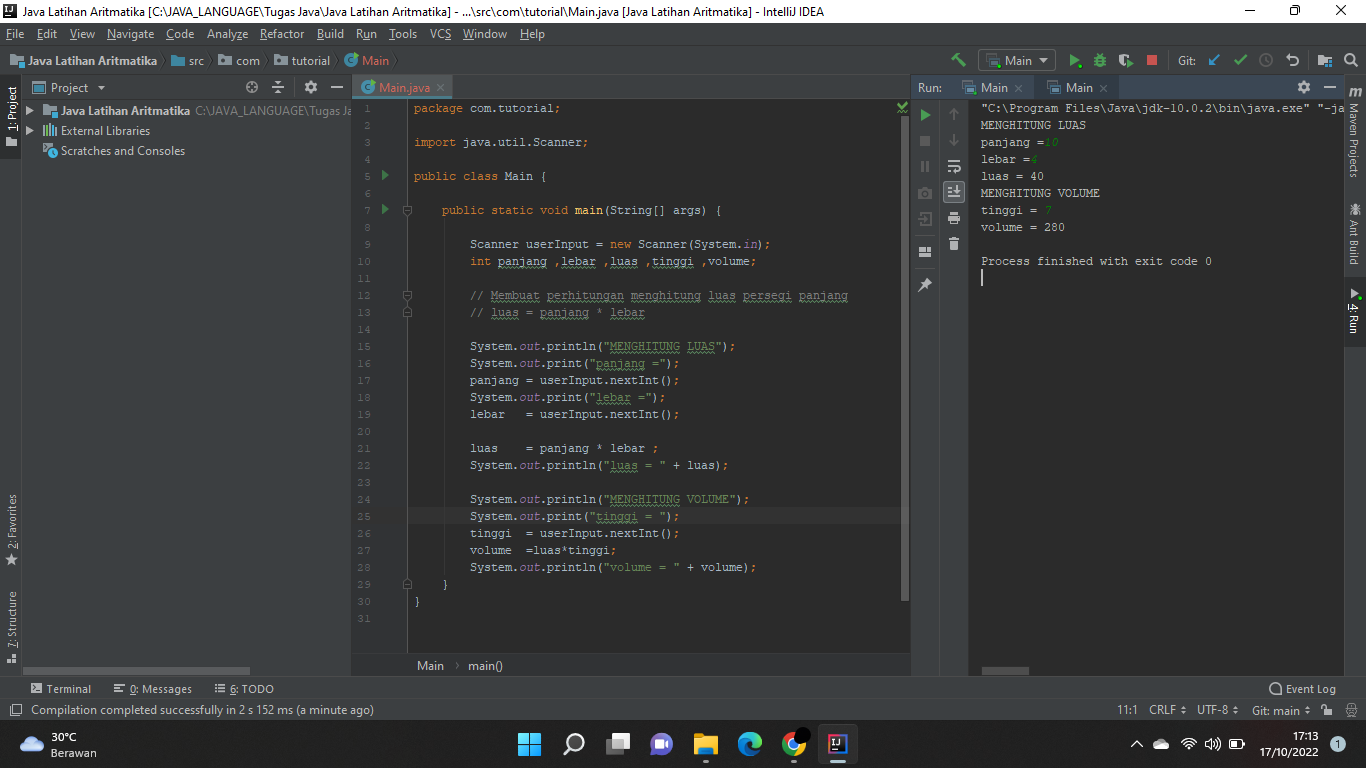 Java Latihan Aritmatika [C:\JAVA_LANGUAGE\Tugas Java\Java Latihan Aritmatika] - ...\src\com\tutorial\Main.java [Java Latihan Aritmatika] - IntelliJ IDEA
File Edit View Navigate Code Analyze Refactor Build Run Tools VCS Window Help
Java Latihan Aritmatika src com tutorial Main
Main Git:
1: Project
2: Favorites
7: Structure
Project
Java Latihan Aritmatika C:\JAVA_LANGUAGE\Tugas Ja
External Libraries
Scratches and Consoles
Main.java
1 package com.tutorial;
2
3 import java.util.Scanner;
4
5 public class Main {
6
7 public static void main(String[] args) {
8
9 Scanner userInput = new Scanner(System.in);
10 int panjang ,lebar ,luas ,tinggi ,volume;
11
12 // Membuat perhitungan menghitung luas persegi panjang
13 // luas = panjang * lebar
14
15 System.out.println("MENGHITUNG LUAS");
16 System.out.print("panjang =");
17 panjang = userInput.nextInt();
18 System.out.print("lebar =");
19 lebar = userInput.nextInt();
20
21 luas = panjang * lebar ;
22 System.out.println("luas = " + luas);
23
24 System.out.println("MENGHITUNG VOLUME");
25 System.out.print("tinggi = ");
26 tinggi = userInput.nextInt();
27 volume =luas*tinggi;
28 System.out.println("volume = " + volume);
29 }
30 }
31
Main main()
Run: Main Main
"C:\Program Files\Java\jdk-10.0.2\bin\java.exe" "-ja
MENGHITUNG LUAS
panjang =10
lebar =4
luas = 40
MENGHITUNG VOLUME
tinggi = 7
volume = 280
Process finished with exit code 0
Maven Projects
Ant Build
4: Run
Terminal 0: Messages 6: TODO Event Log
Compilation completed successfully in 2 s 152 ms (a minute ago) 11:1 CRLF UTF-8 Git: main
30°C
Berawan
17:13
17/10/2022
1